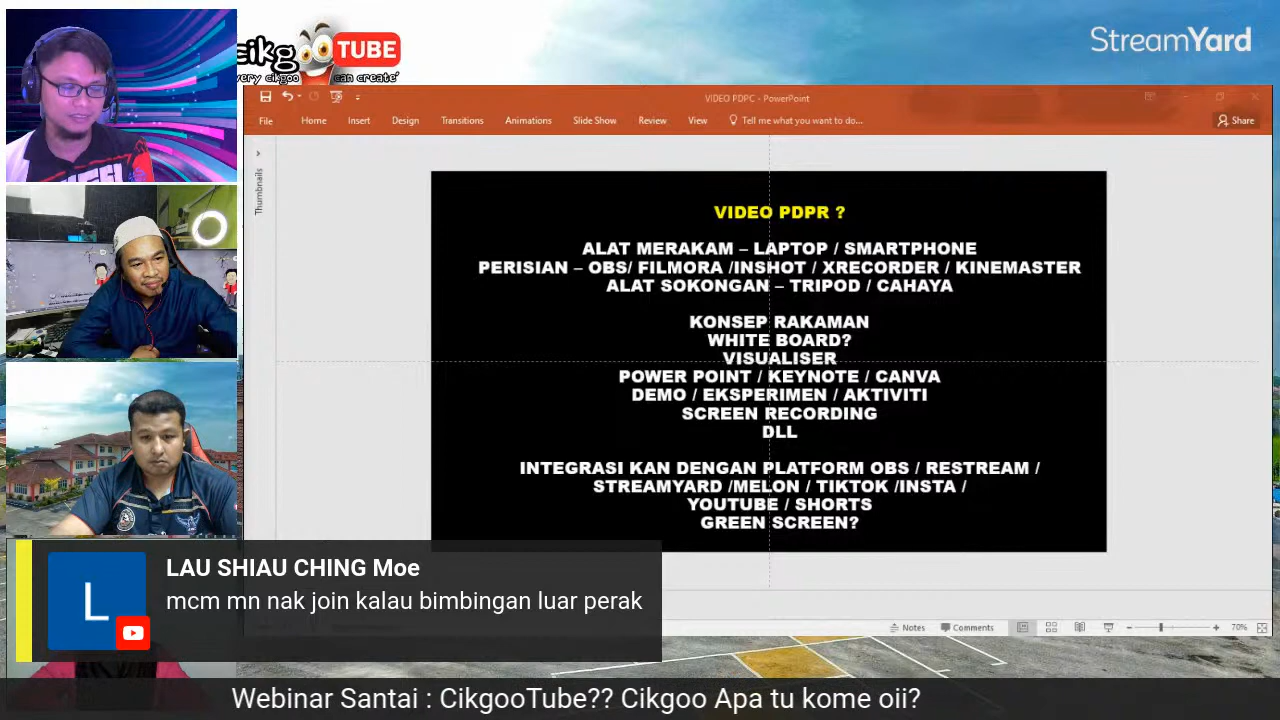 cikgoo TUBE
every cikgoo can create'
StreamYard
VIDEO PDPC - PowerPoint
File Home Insert Design Transitions Animations Slide Show Review View Tell me what you want to do... Share
Thumbnails
VIDEO PDPR ?
ALAT MERAKAM – LAPTOP / SMARTPHONE
PERISIAN – OBS/ FILMORA /INSHOT / XRECORDER / KINEMASTER
ALAT SOKONGAN – TRIPOD / CAHAYA
KONSEP RAKAMAN
WHITE BOARD?
VISUALISER
POWER POINT / KEYNOTE / CANVA
DEMO / EKSPERIMEN / AKTIVITI
SCREEN RECORDING
DLL
INTEGRASI KAN DENGAN PLATFORM OBS / RESTREAM /
STREAMYARD /MELON / TIKTOK /INSTA /
YOUTUBE / SHORTS
GREEN SCREEN?
L
LAU SHIAU CHING Moe
mcm mn nak join kalau bimbingan luar perak
Notes Comments 70%
Webinar Santai : CikgooTube?? Cikgoo Apa tu kome oii?